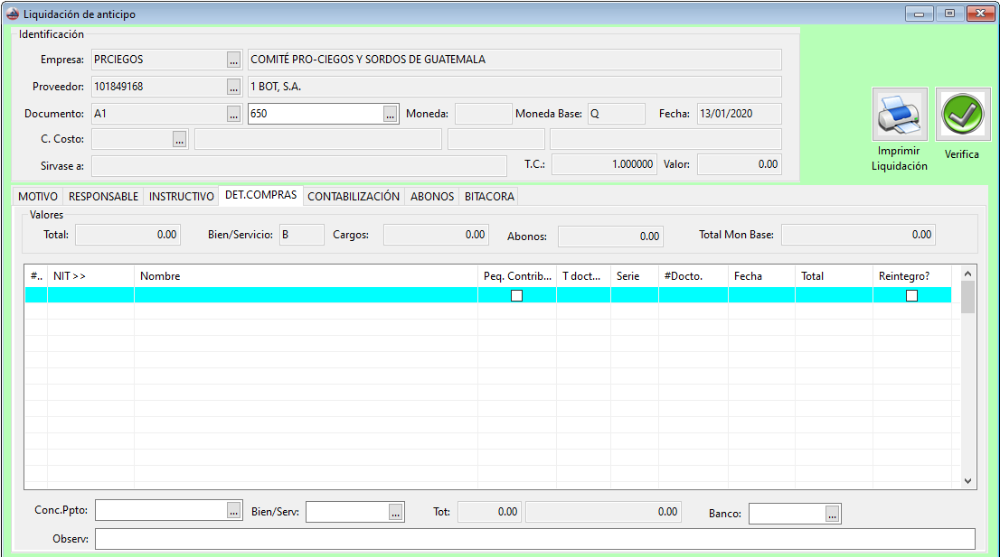 Liquidación de anticipo
Identificación
Empresa: PRCIEGOS ... COMITÉ PRO-CIEGOS Y SORDOS DE GUATEMALA
Proveedor: 101849168 ... 1 BOT, S.A.
Documento: A1 ... 650 ... Moneda: Moneda Base: Q Fecha: 13/01/2020
C. Costo: ...
Sirvase a: T.C.: 1.000000 Valor: 0.00
Imprimir
Liquidación
Verifica
MOTIVO RESPONSABLE INSTRUCTIVO DET.COMPRAS CONTABILIZACIÓN ABONOS BITACORA
Valores
Total: 0.00 Bien/Servicio: B Cargos: 0.00 Abonos: 0.00 Total Mon Base: 0.00
#.. NIT >> Nombre Peq. Contrib... T doct... Serie #Docto. Fecha Total Reintegro?
Conc.Ppto: ... Bien/Serv: ... Tot: 0.00 0.00 Banco: ...
Observ: